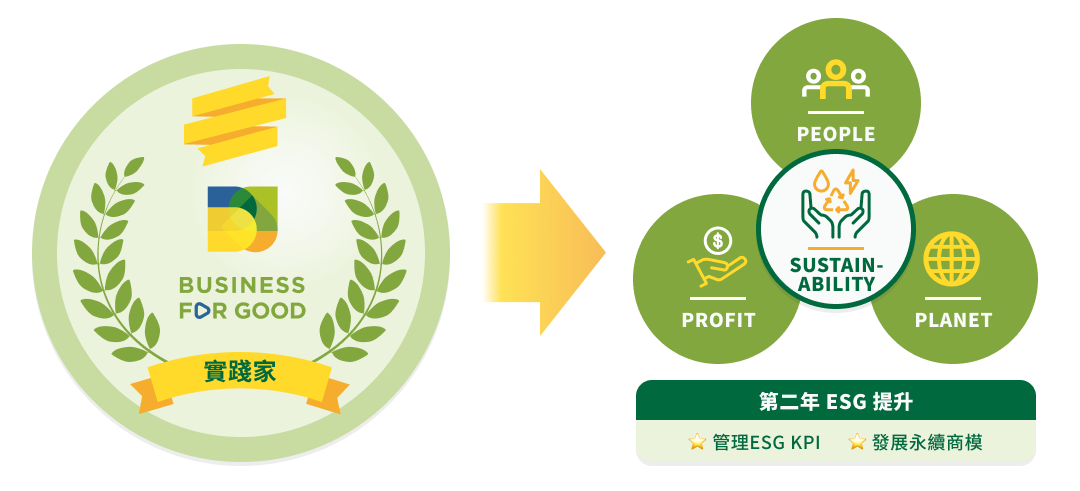 BUSINESS
FOR GOOD
實踐家
PEOPLE
$
SUSTAIN-
ABILITY
PROFIT
PLANET
第二年 ESG 提升
管理ESG KPI
發展永續商模